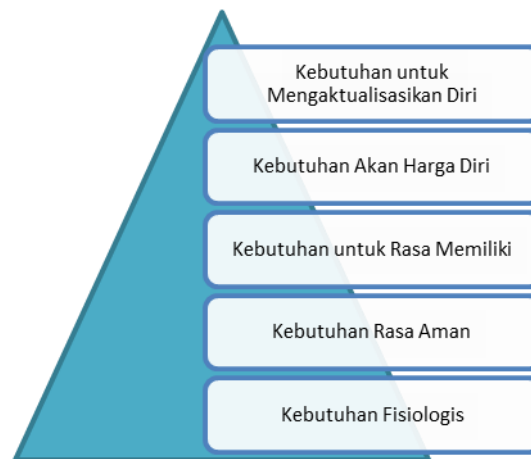 Kebutuhan untuk
Mengaktualisasikan Diri
Kebutuhan Akan Harga Diri
Kebutuhan untuk Rasa Memiliki
Kebutuhan Rasa Aman
Kebutuhan Fisiologis